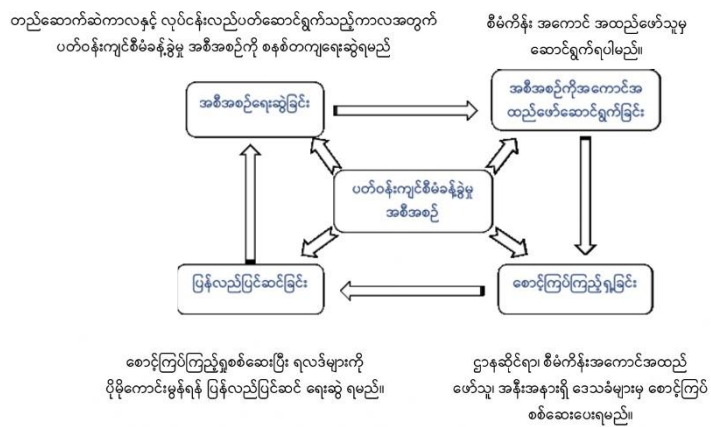 တည်ဆောက်ဆဲကာလနှင့် လုပ်ငန်းလည်ပတ်ဆောင်ရွက်သည့်ကာလအတွက်
ပတ်ဝန်းကျင်စီမံခန့်ခွဲမှု အစီအစဉ်ကို စနစ်တကျရေးဆွဲရမည်
စီမံကိန်း အကောင် အထည်ဖော်သူမှ
ဆောင်ရွက်ရပါမည်။
အစီအစဉ်ရေးဆွဲခြင်း
အစီအစဉ်ကိုအကောင်အ
ထည်ဖော်ဆောင်ရွက်ခြင်း
ပတ်ဝန်းကျင်စီမံခန့်ခွဲမှု
အစီအစဉ်
ပြန်လည်ပြင်ဆင်ခြင်း
စောင့်ကြပ်ကြည့်ရှုခြင်း
စောင့်ကြပ်ကြည့်ရှုစစ်ဆေးပြီး ရလဒ်များကို
ပိုမိုကောင်းမွန်ရန် ပြန်လည်ပြင်ဆင် ရေးဆွဲ ရမည်။
ဌာနဆိုင်ရာ၊ စီမံကိန်းအကောင်အထည်
ဖော်သူ၊ အနီးအနားရှိ ဒေသခံများမှ စောင့်ကြပ်
စစ်ဆေးပေးရမည်။